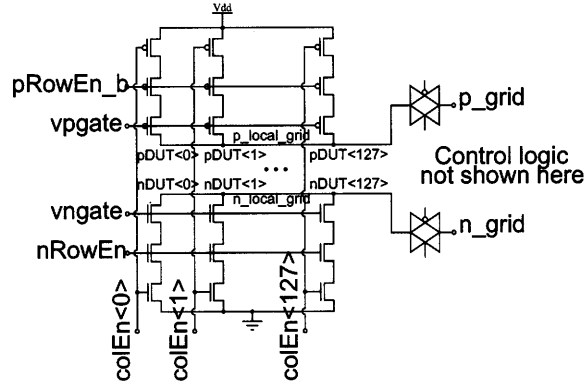 Vdd
pRowEn_b
vpgate
p_local_grid
p_grid
pDUT<0> pDUT<1> pDUT<127>
...
Control logic
not shown here
nDUT<0> nDUT<1> nDUT<127>
n_local_grid
vngate
n_grid
nRowEn
colEn<0>
colEn<1>
colEn<127>